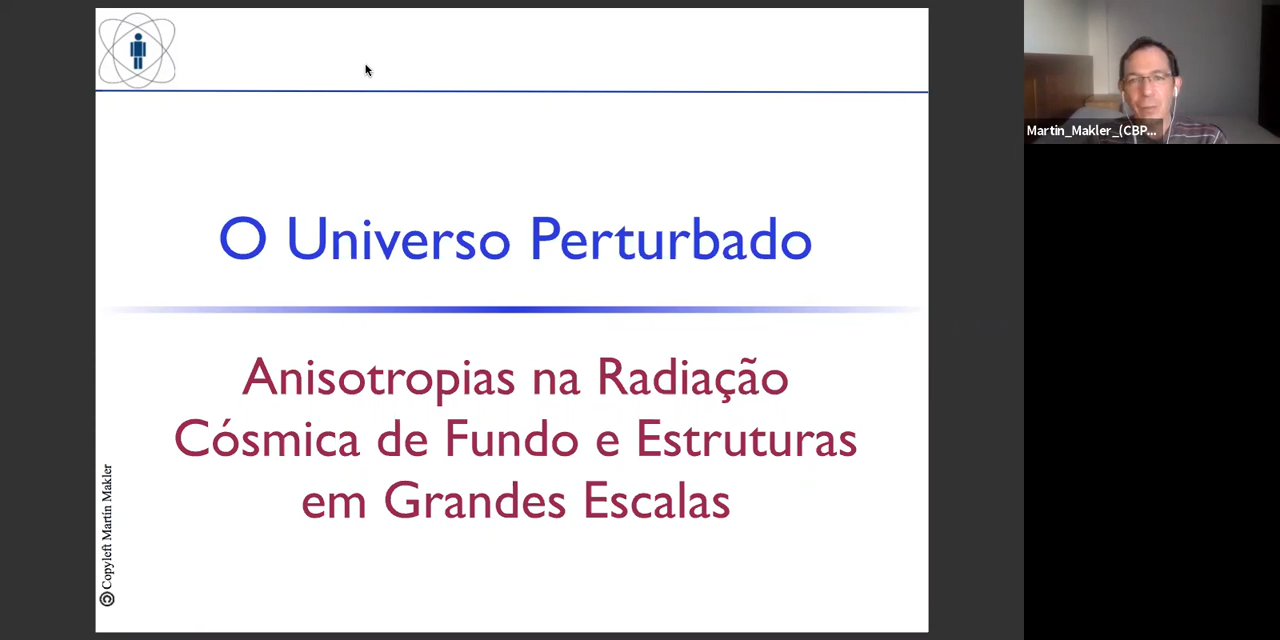 O Universo Perturbado
Anisotropias na Radiação
Cósmica de Fundo e Estruturas
em Grandes Escalas
© Copyleft Martin Makler
Martin_Makler_(CBP...